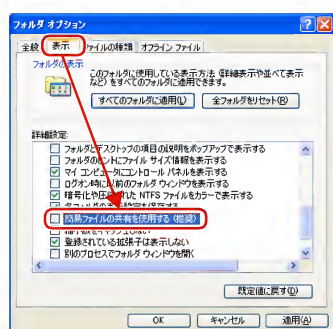 フォルダ オプション
全般 表示 ファイルの種類 オフライン ファイル
フォルダの表示
このフォルダに使用している表示方法 (詳細表示や並べて表示
など) をすべてのフォルダに適用できます。
すべてのフォルダに適用(L) 全フォルダをリセット(R)
詳細設定:
フォルダとデスクトップの項目の説明をポップアップで表示する
フォルダのヒントにファイル サイズ情報を表示する
マイ コンピュータにコントロール パネルを表示する
ログオン時に以前のフォルダ ウィンドウを表示する
暗号化や圧縮された NTFS ファイルをカラーで表示する
簡易ファイルの共有を使用する (推奨)
登録されている拡張子は表示しない
別のプロセスでフォルダ ウィンドウを開く
既定値に戻す(D)
OK キャンセル 適用(A)